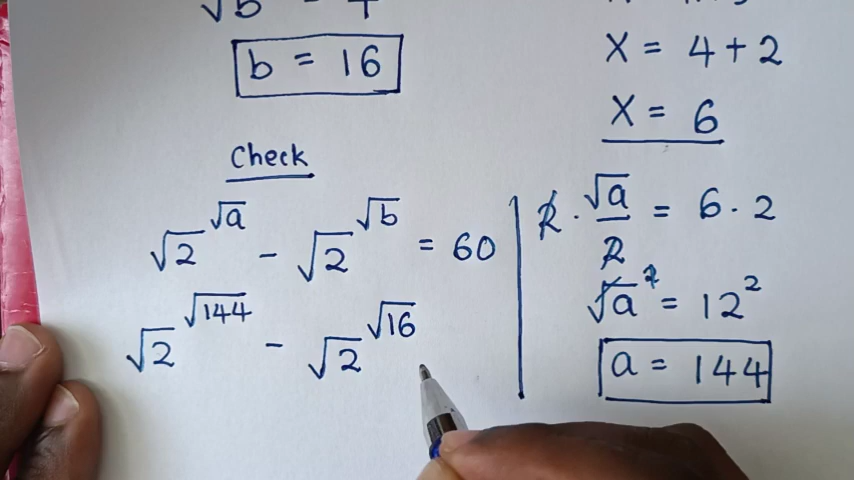 b = 16
Check
√2^√a − √2^√b = 60
√2^√144 − √2^√16
X = 4 + 2
X = 6
2 · √a/2 = 6 · 2
√a² = 12²
a = 144